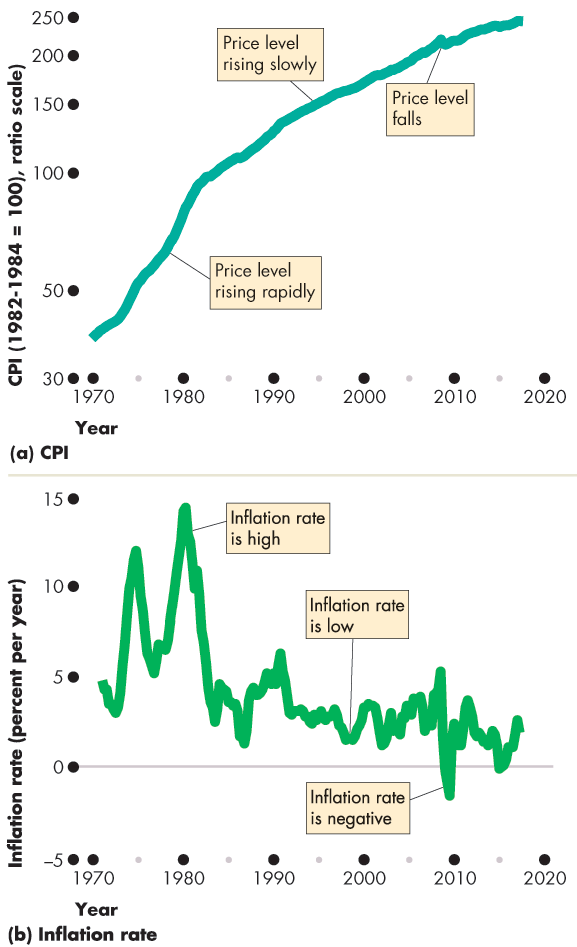 CPI (1982-1984 = 100), ratio scale)
250
200
150
100
50
30
Price level
rising slowly
Price level
falls
Price level
rising rapidly
1970
1980
1990
2000
2010
2020
Year
(a) CPI
Inflation rate (percent per year)
15
10
5
0
–5
Inflation rate
is high
Inflation rate
is low
Inflation rate
is negative
1970
1980
1990
2000
2010
2020
Year
(b) Inflation rate